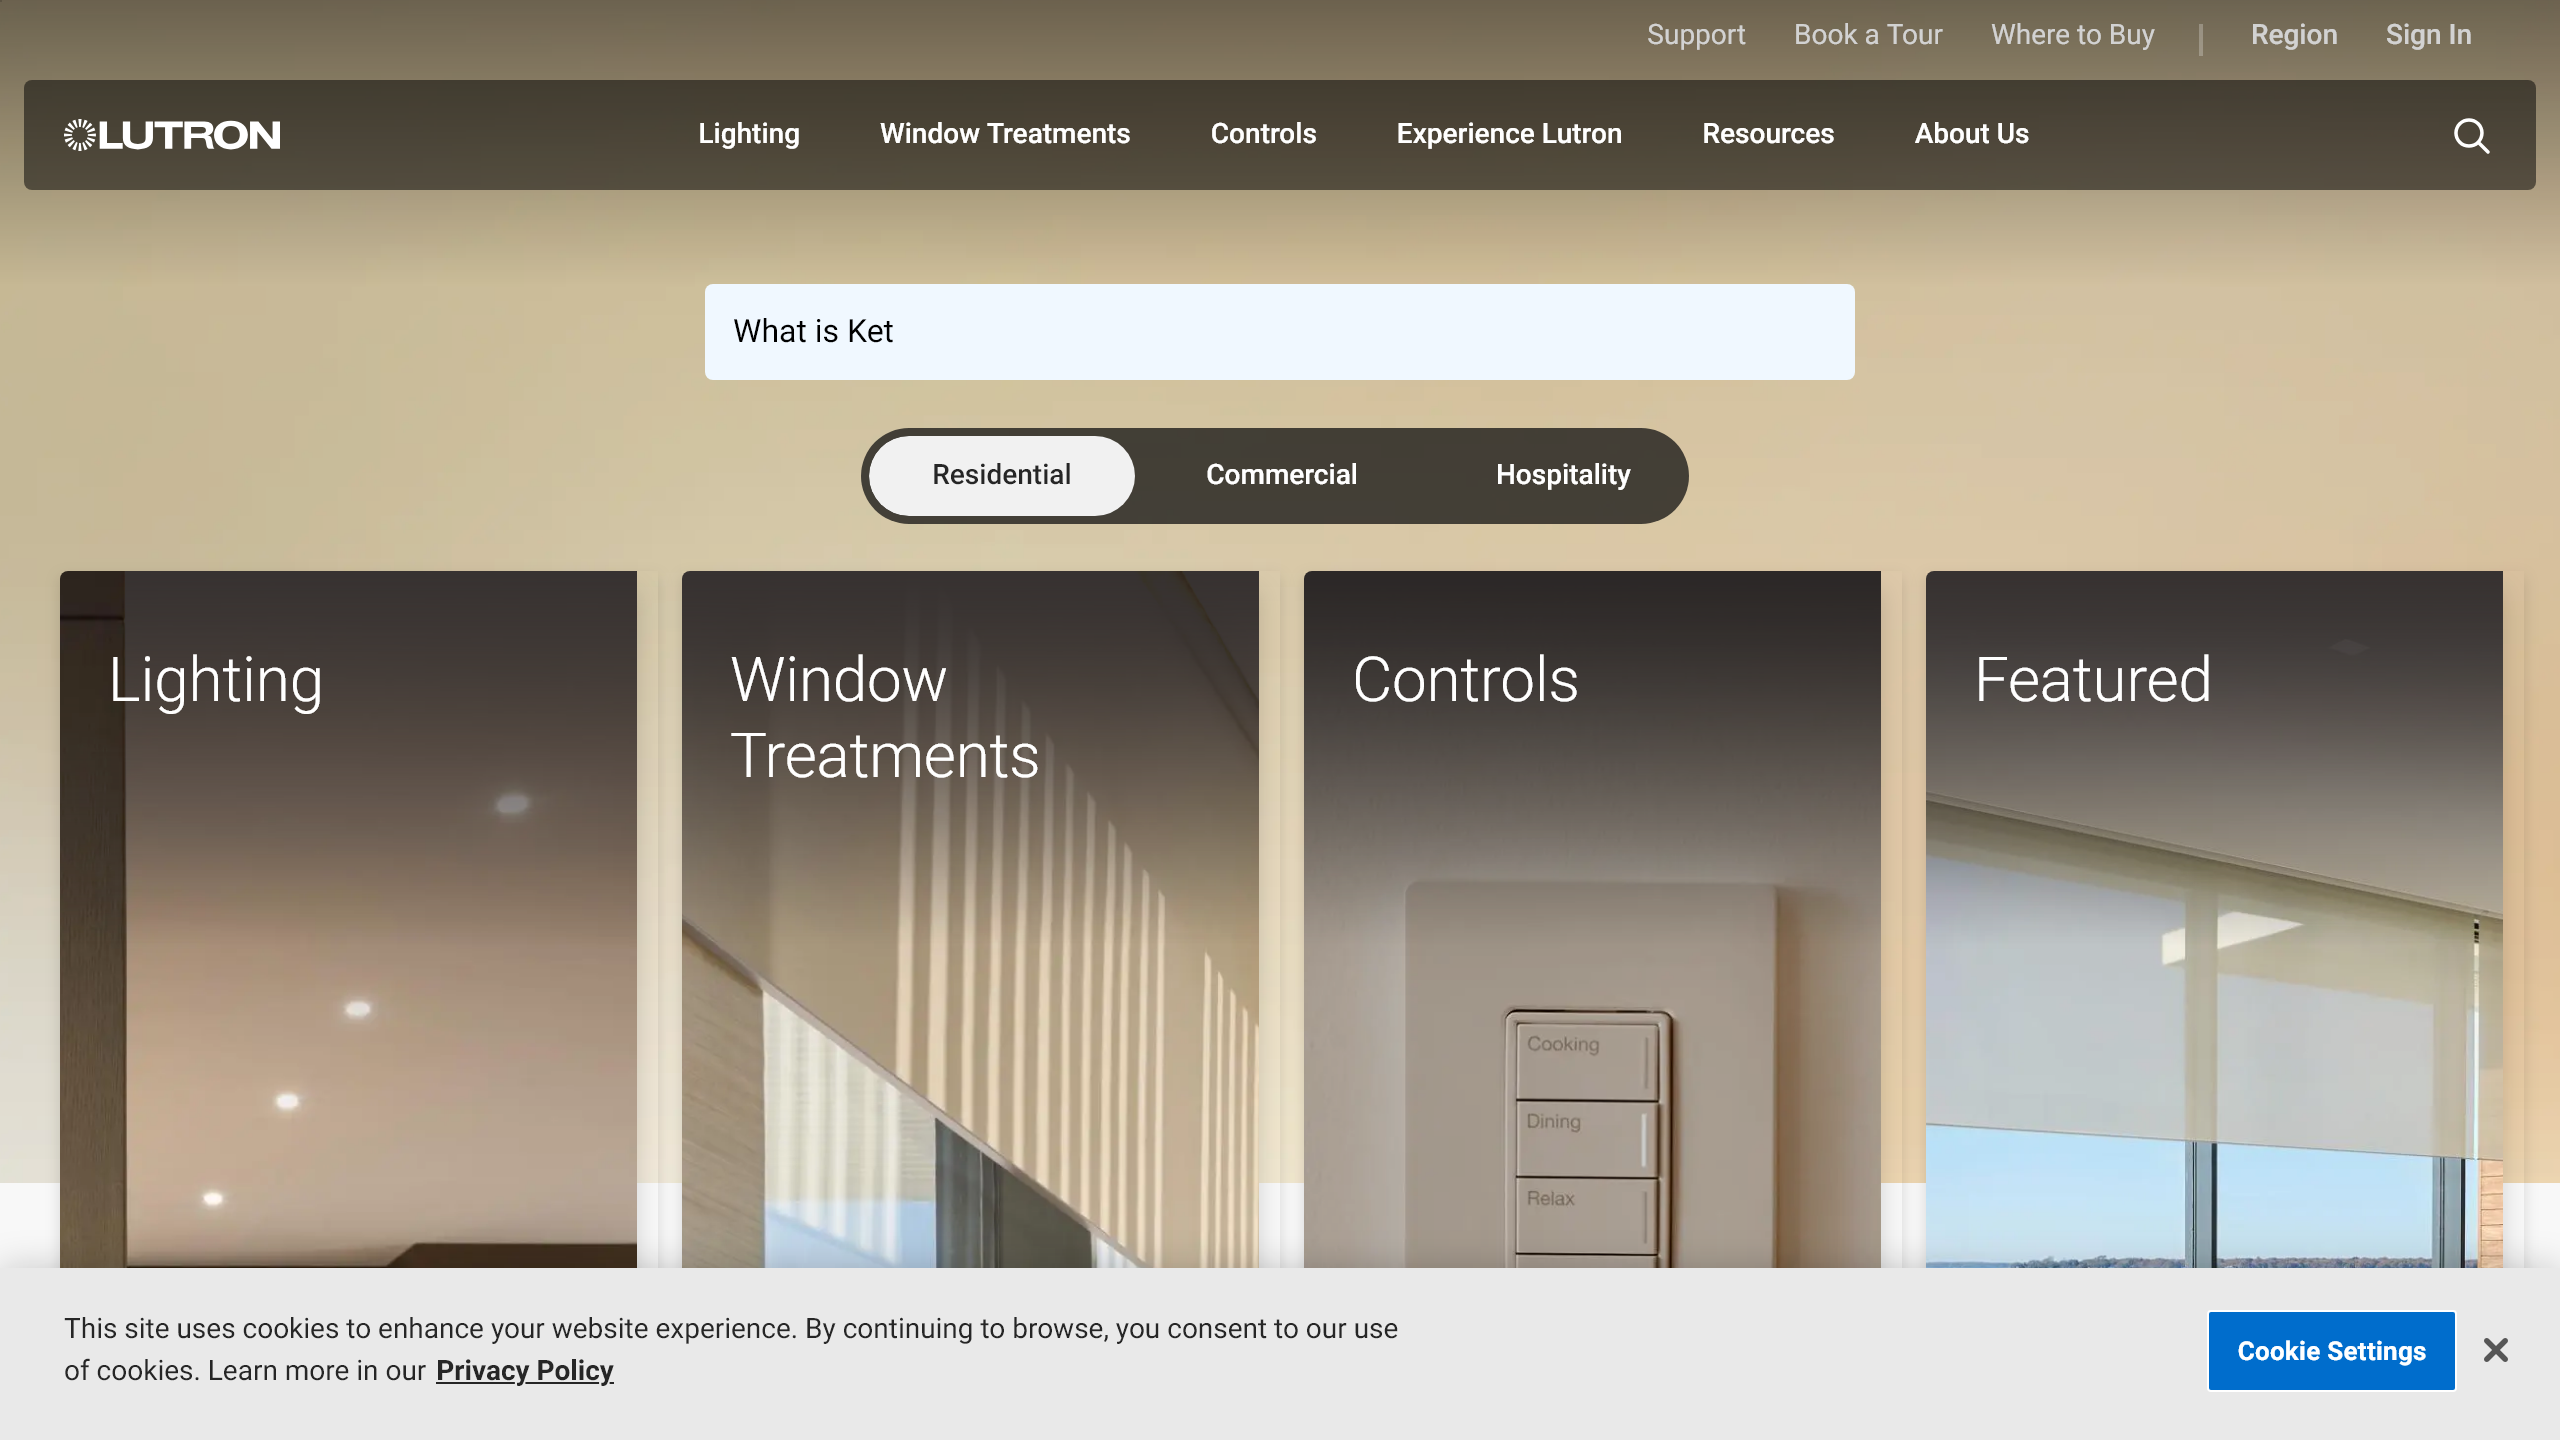 Support Book a Tour Where to Buy | Region Sign In
LUTRON Lighting Window Treatments Controls Experience Lutron Resources About Us
What is Ket
Residential Commercial Hospitality
Lighting
Window
Treatments
Controls
Featured
Cooking
Dining
Relax
This site uses cookies to enhance your website experience. By continuing to browse, you consent to our use
of cookies. Learn more in our Privacy Policy
Cookie Settings